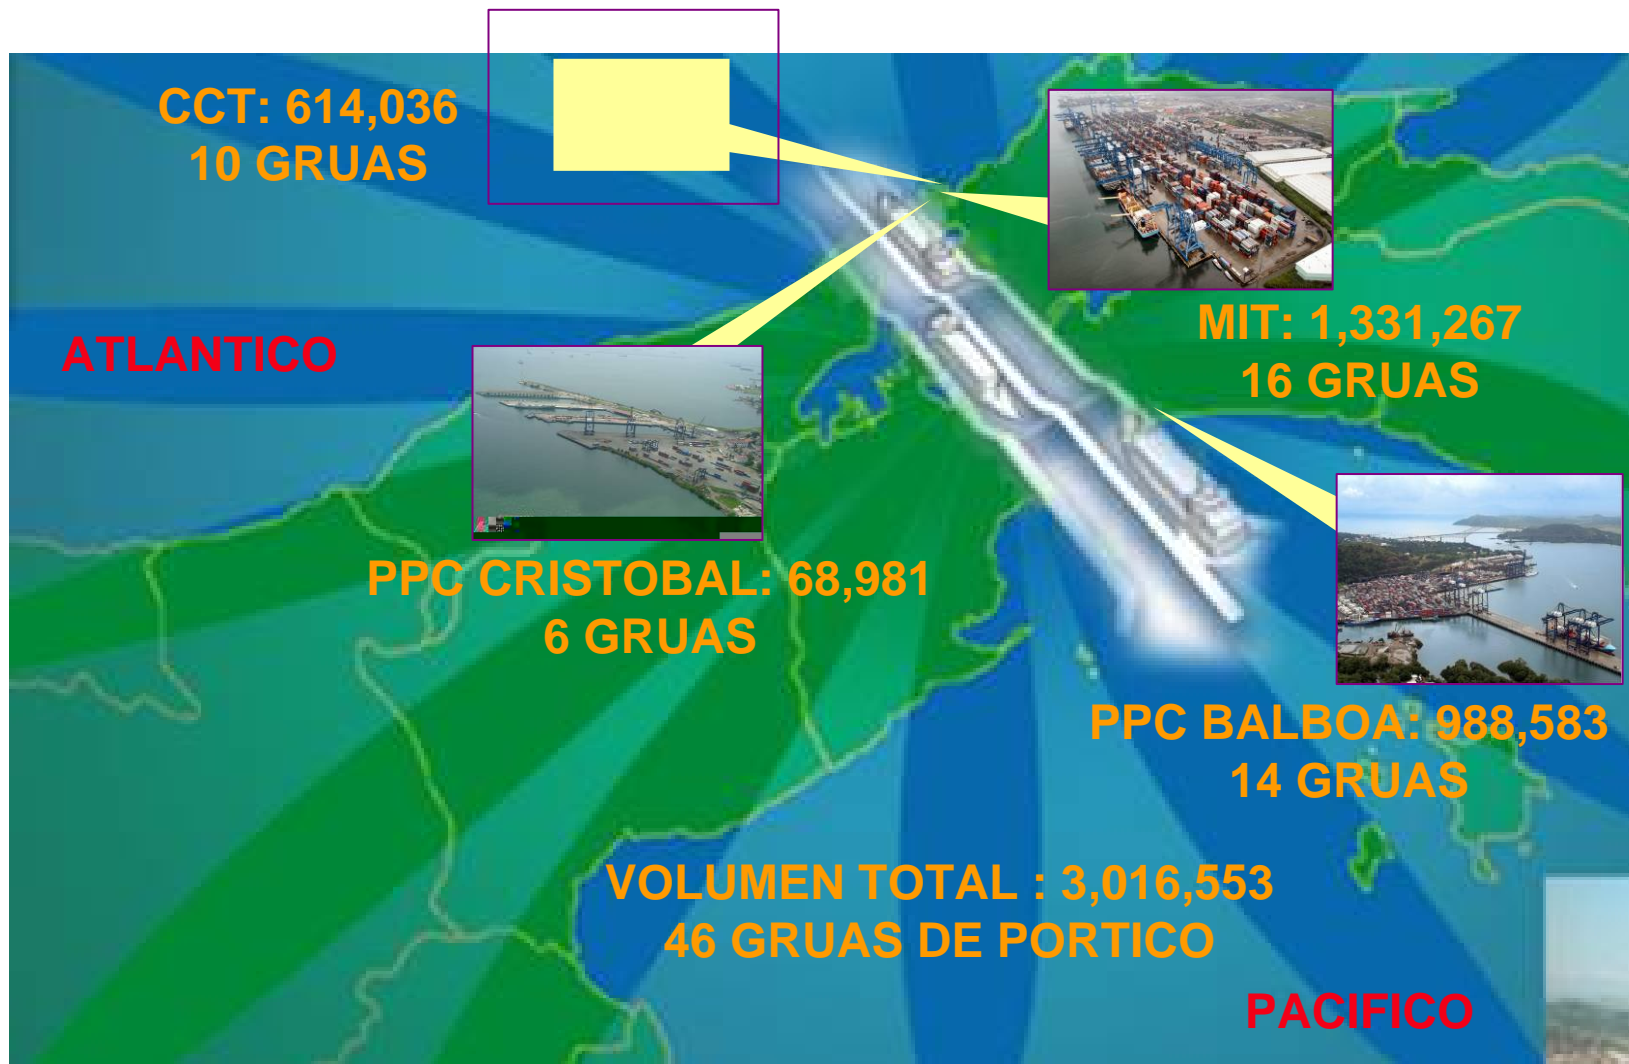 CCT: 614,036
10 GRUAS
MIT: 1,331,267
16 GRUAS
ATLANTICO
PPC CRISTOBAL: 68,981
6 GRUAS
PPC BALBOA: 988,583
14 GRUAS
VOLUMEN TOTAL : 3,016,553
46 GRUAS DE PORTICO
PACIFICO